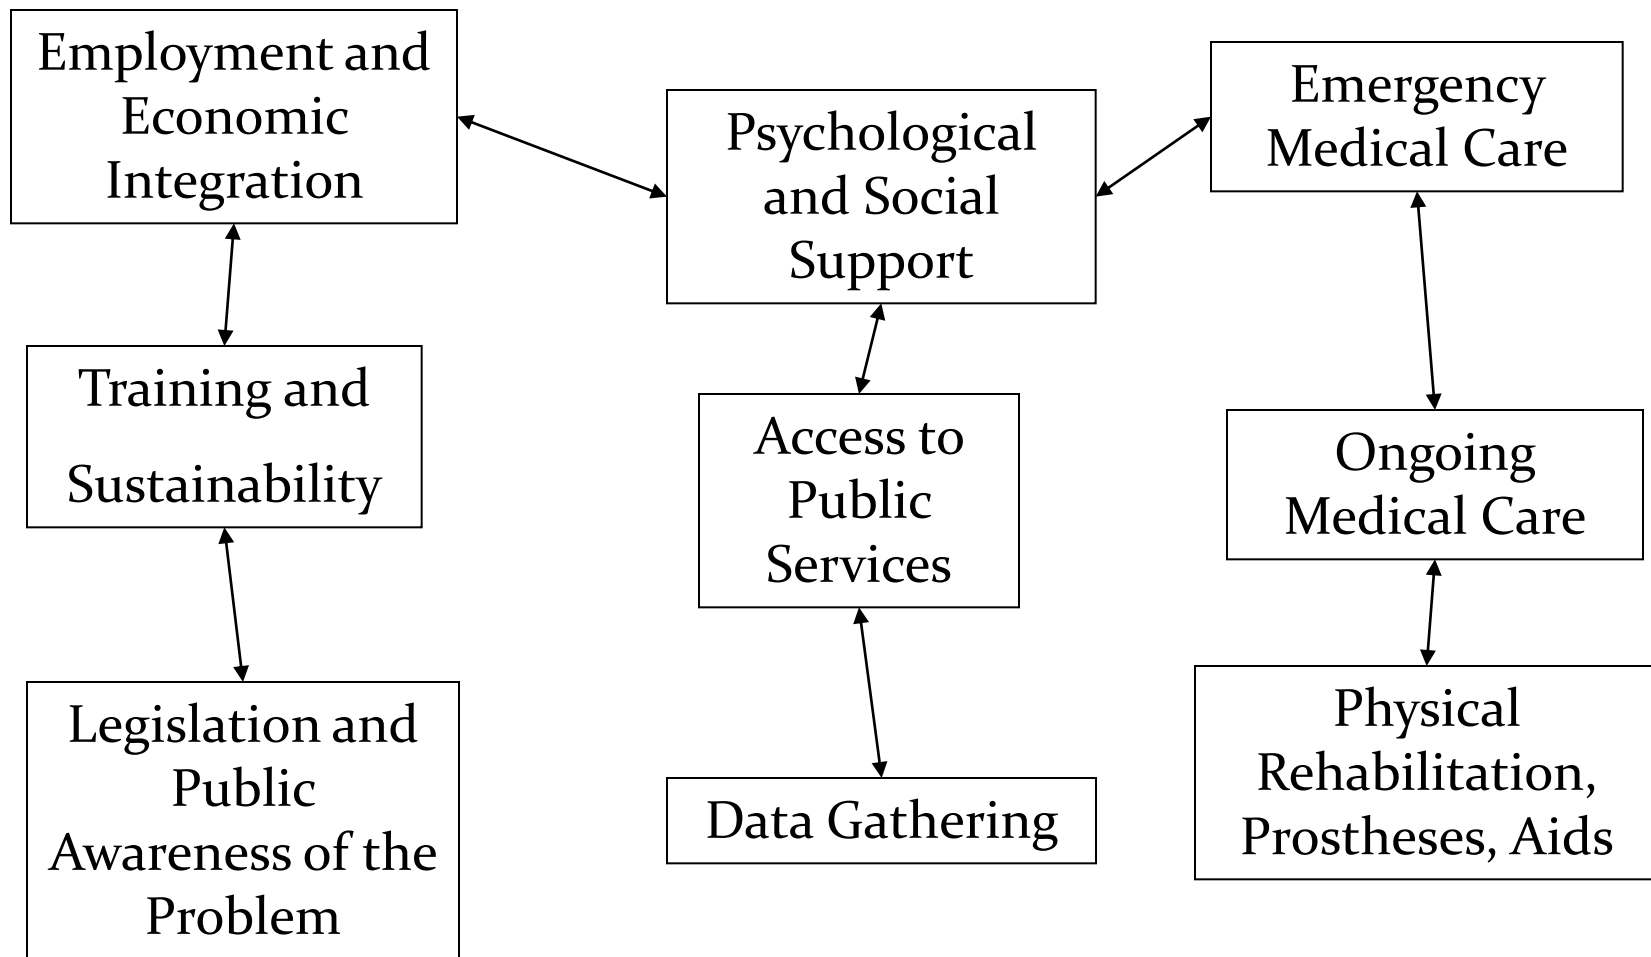 Employment and
Economic
Integration
Psychological
and Social
Support
Emergency
Medical Care
Training and
Sustainability
Access to
Public
Services
Ongoing
Medical Care
Legislation and
Public
Awareness of the
Problem
Data Gathering
Physical
Rehabilitation,
Prostheses, Aids